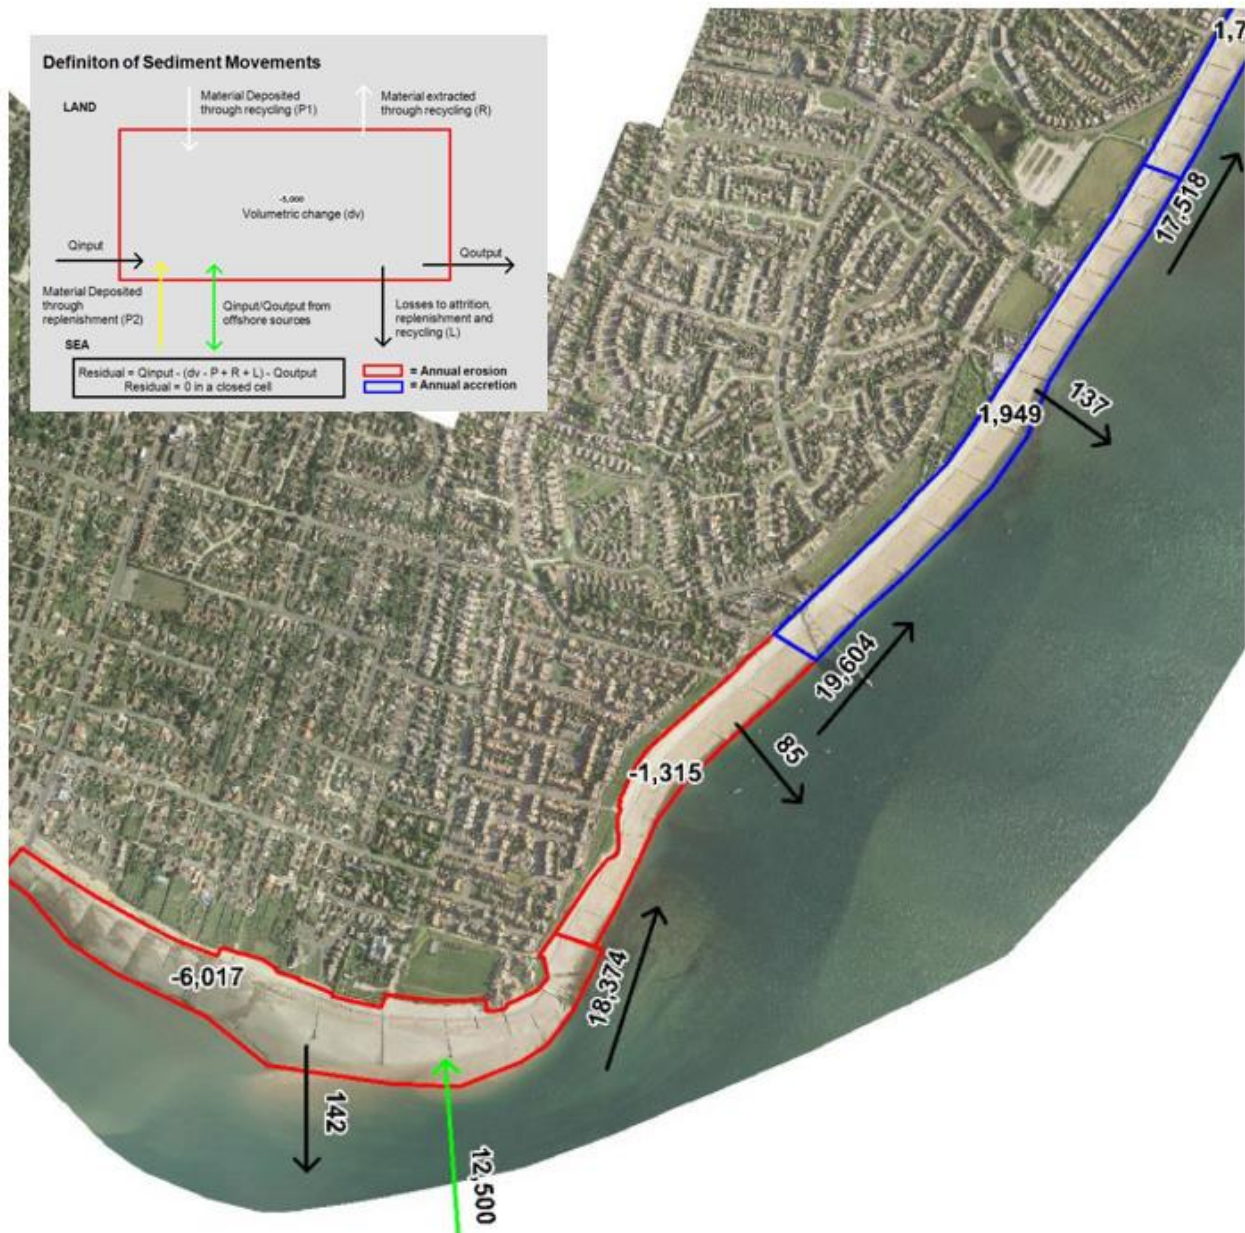 Definiton of Sediment Movements
LAND
Material Deposited
through recycling (P1)
Material extracted
through recycling (R)
-5,000
Volumetric change (dv)
Qinput
Qoutput
Material Deposited
through
replenishment (P2)
Qinput/Qoutput from
offshore sources
Losses to attrition,
replenishment and
recycling (L)
SEA
Residual = Qinput - (dv - P + R + L) - Qoutput
Residual = 0 in a closed cell
= Annual erosion
= Annual accretion
1,7
17,518
137
1,949
19,604
85
-1,315
18,374
-6,017
142
12,500